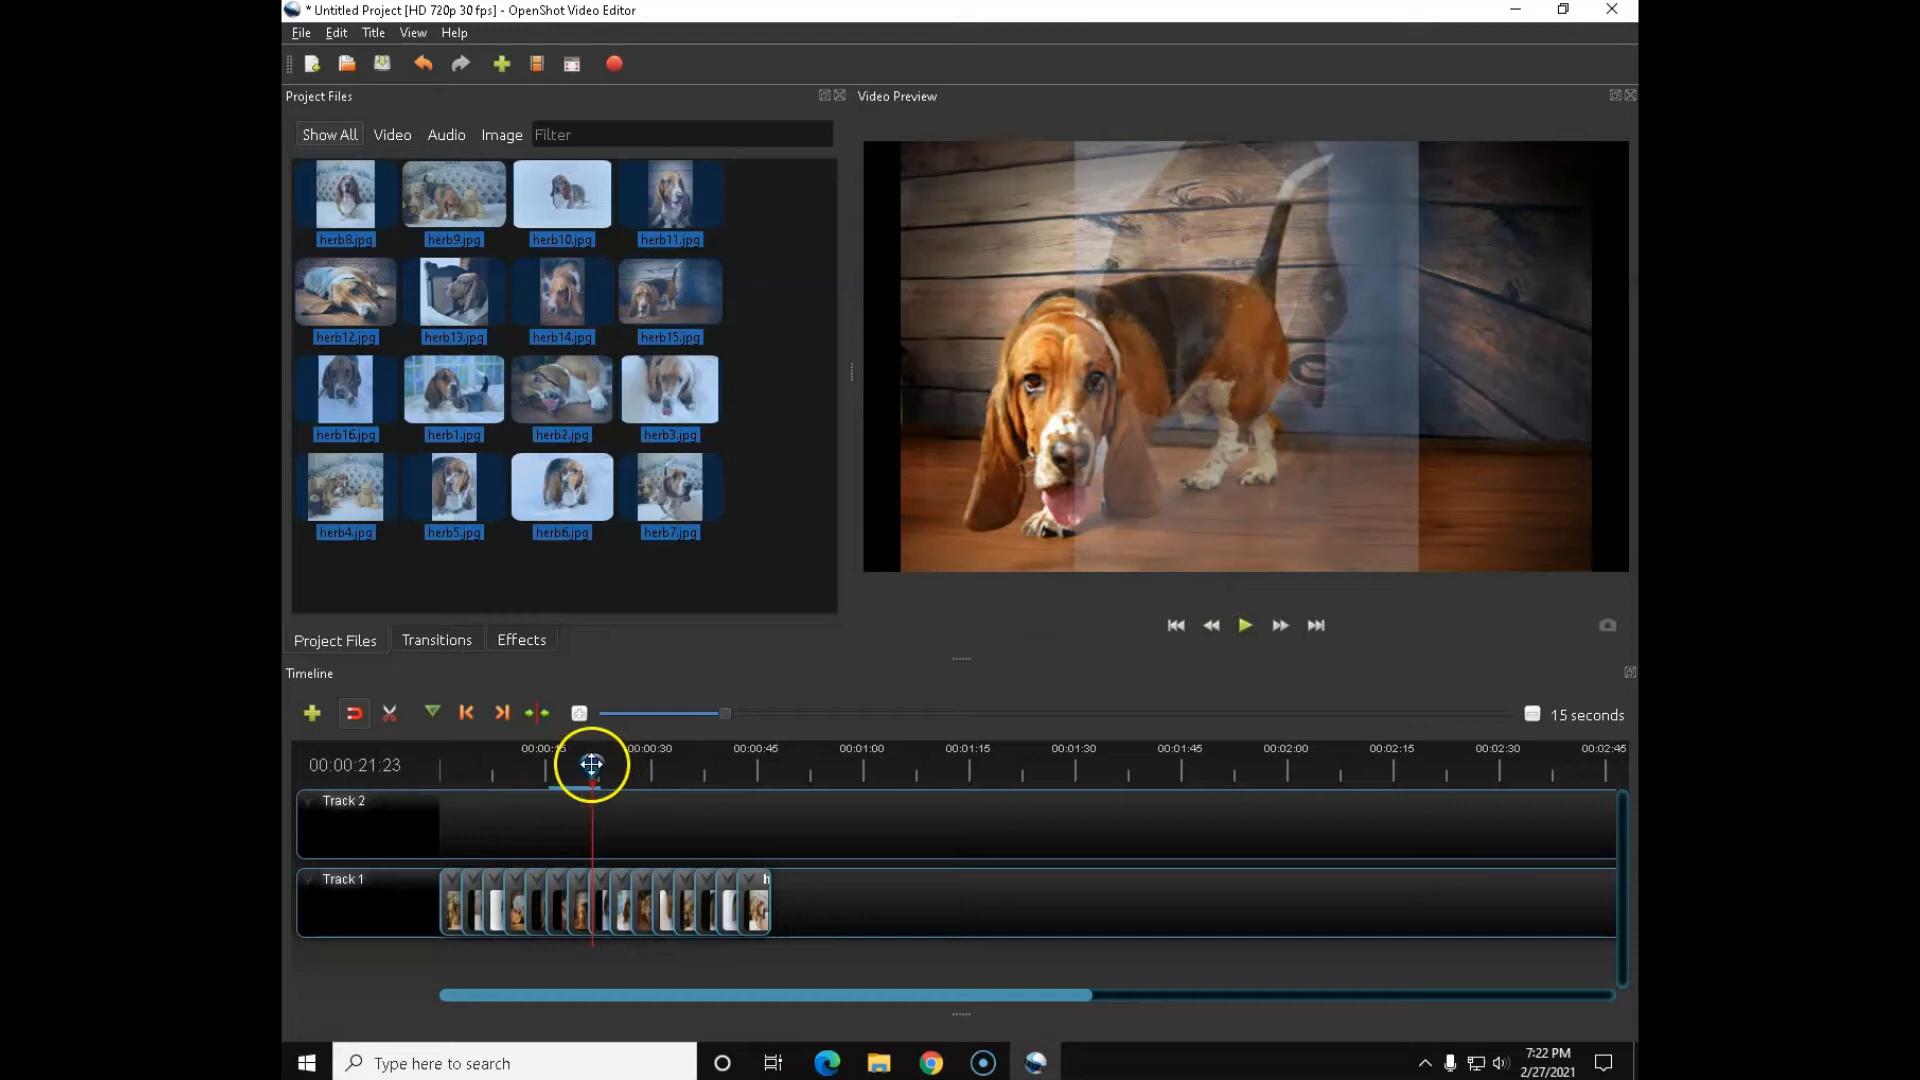 * Untitled Project [HD 720p 30 fps] - OpenShot Video Editor
File Edit Title View Help
Project Files
Video Preview
Show All Video Audio Image Filter
herb8.jpg herb9.jpg herb10.jpg herb11.jpg
herb12.jpg herb13.jpg herb14.jpg herb15.jpg
herb16.jpg herb1.jpg herb2.jpg herb3.jpg
herb4.jpg herb5.jpg herb6.jpg herb7.jpg
Project Files Transitions Effects
Timeline
15 seconds
00:00:15 00:00:30 00:00:45 00:01:00 00:01:15 00:01:30 00:01:45 00:02:00 00:02:15 00:02:30 00:02:45
00:00:21:23
Track 2
Track 1
h
Type here to search
7:22 PM
2/27/2021